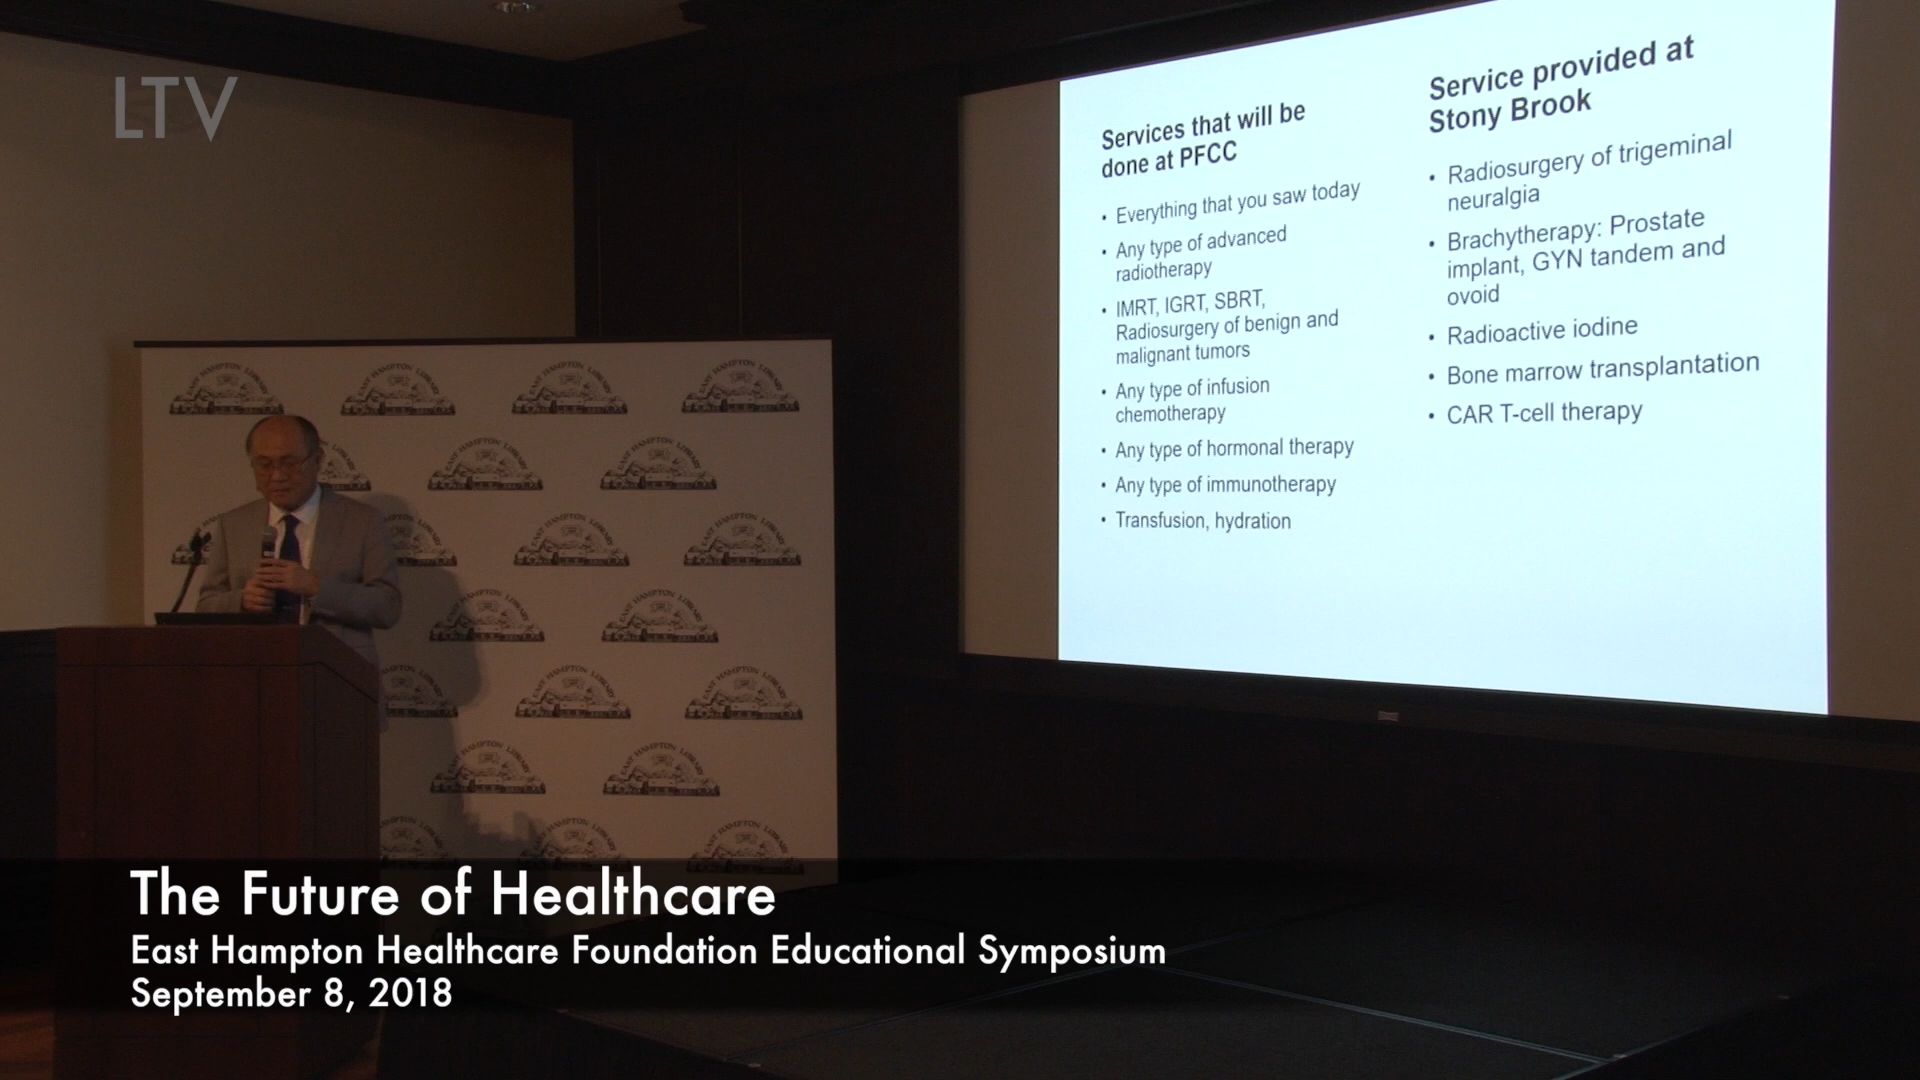 LTV
Services that will be
done at PFCC
• Everything that you saw today
• Any type of advanced
radiotherapy
• IMRT, IGRT, SBRT,
Radiosurgery of benign and
malignant tumors
• Any type of infusion
chemotherapy
• Any type of hormonal therapy
• Any type of immunotherapy
• Transfusion, hydration
Service provided at
Stony Brook
• Radiosurgery of trigeminal
neuralgia
• Brachytherapy: Prostate
implant, GYN tandem and
ovoid
• Radioactive iodine
• Bone marrow transplantation
• CAR T-cell therapy
EAST HAMPTON LIBRARY
The Future of Healthcare
East Hampton Healthcare Foundation Educational Symposium
September 8, 2018